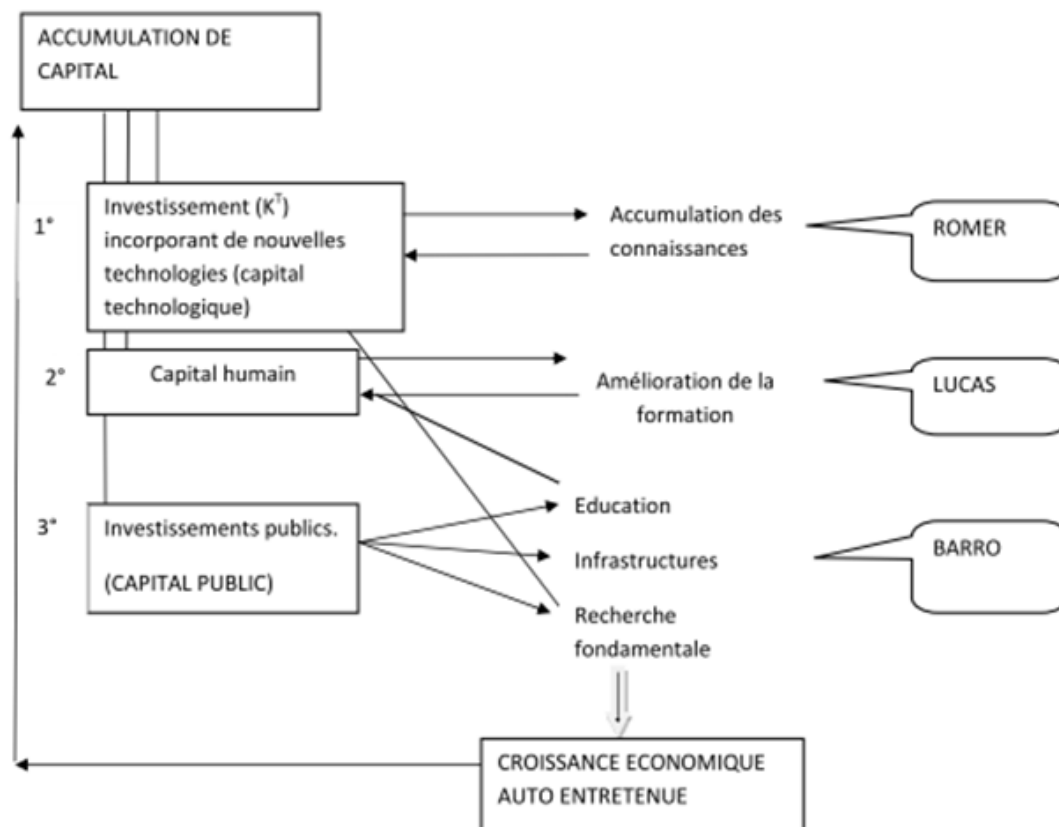 ACCUMULATION DE
CAPITAL
1°
Investissement (Kᵀ)
incorporant de nouvelles
technologies (capital
technologique)
Accumulation des
connaissances
ROMER
2°
Capital humain
Amélioration de la
formation
LUCAS
3°
Investissements publics.
(CAPITAL PUBLIC)
Education
Infrastructures
Recherche
fondamentale
BARRO
CROISSANCE ECONOMIQUE
AUTO ENTRETENUE